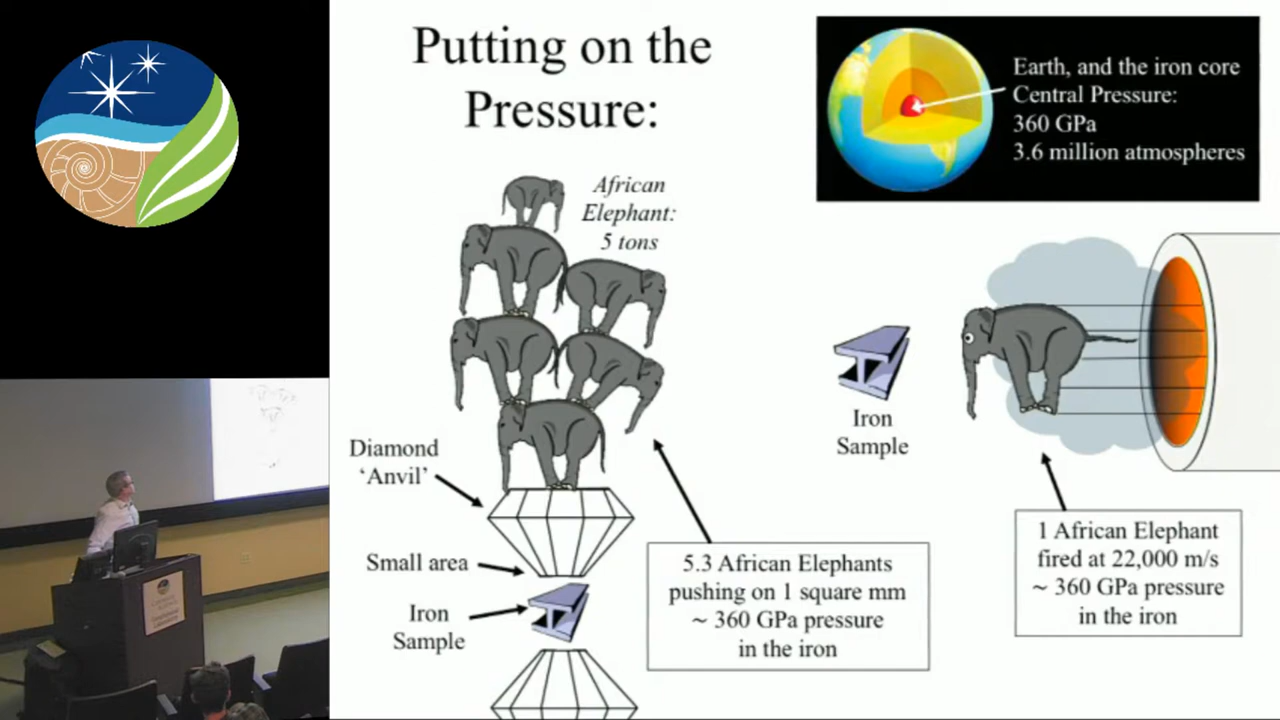 Putting on the
Pressure:
Earth, and the iron core
Central Pressure:
360 GPa
3.6 million atmospheres
African
Elephant:
5 tons
Iron
Sample
Diamond
‘Anvil’
Small area
Iron
Sample
5.3 African Elephants
pushing on 1 square mm
~ 360 GPa pressure
in the iron
1 African Elephant
fired at 22,000 m/s
~ 360 GPa pressure
in the iron